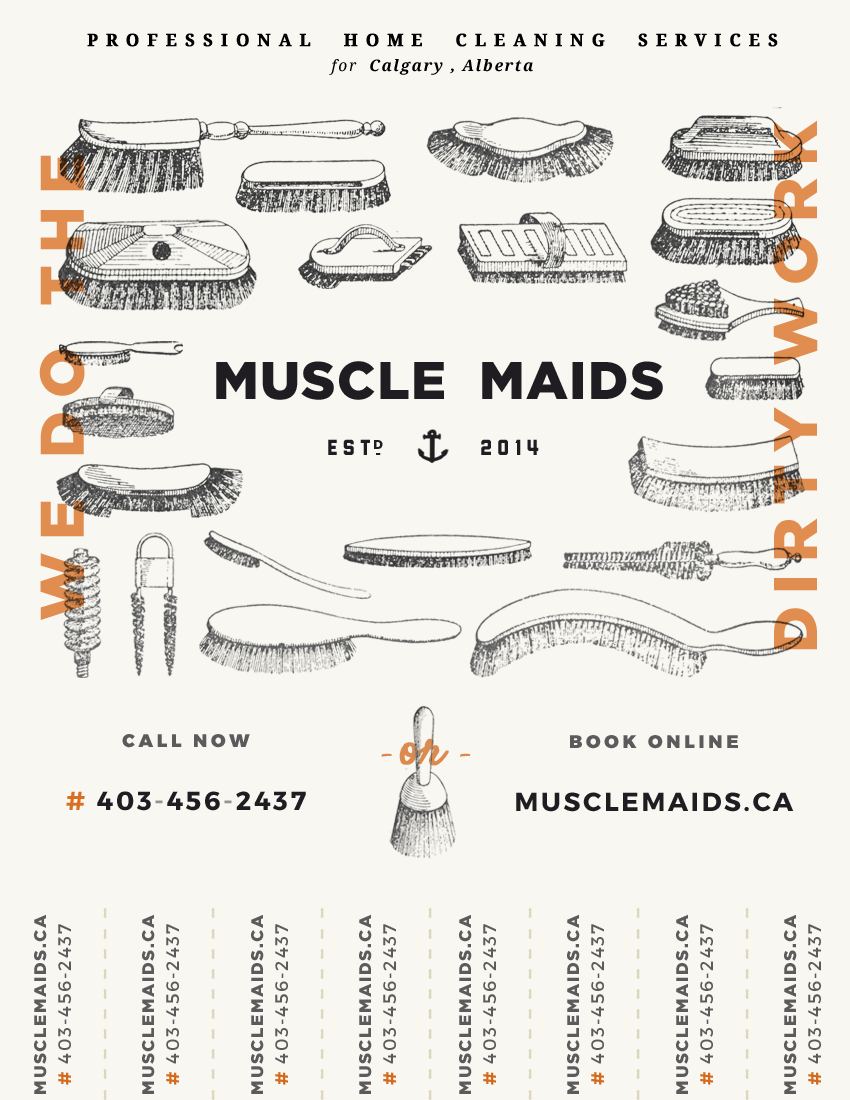 PROFESSIONAL HOME CLEANING SERVICES
for Calgary , Alberta
WE DO THE
DIRTY WORK
MUSCLE MAIDS
ESTD 2014
CALL NOW
# 403-456-2437
- or -
BOOK ONLINE
MUSCLEMAIDS.CA
MUSCLEMAIDS.CA
# 403-456-2437
MUSCLEMAIDS.CA
# 403-456-2437
MUSCLEMAIDS.CA
# 403-456-2437
MUSCLEMAIDS.CA
# 403-456-2437
MUSCLEMAIDS.CA
# 403-456-2437
MUSCLEMAIDS.CA
# 403-456-2437
MUSCLEMAIDS.CA
# 403-456-2437
MUSCLEMAIDS.CA
# 403-456-2437